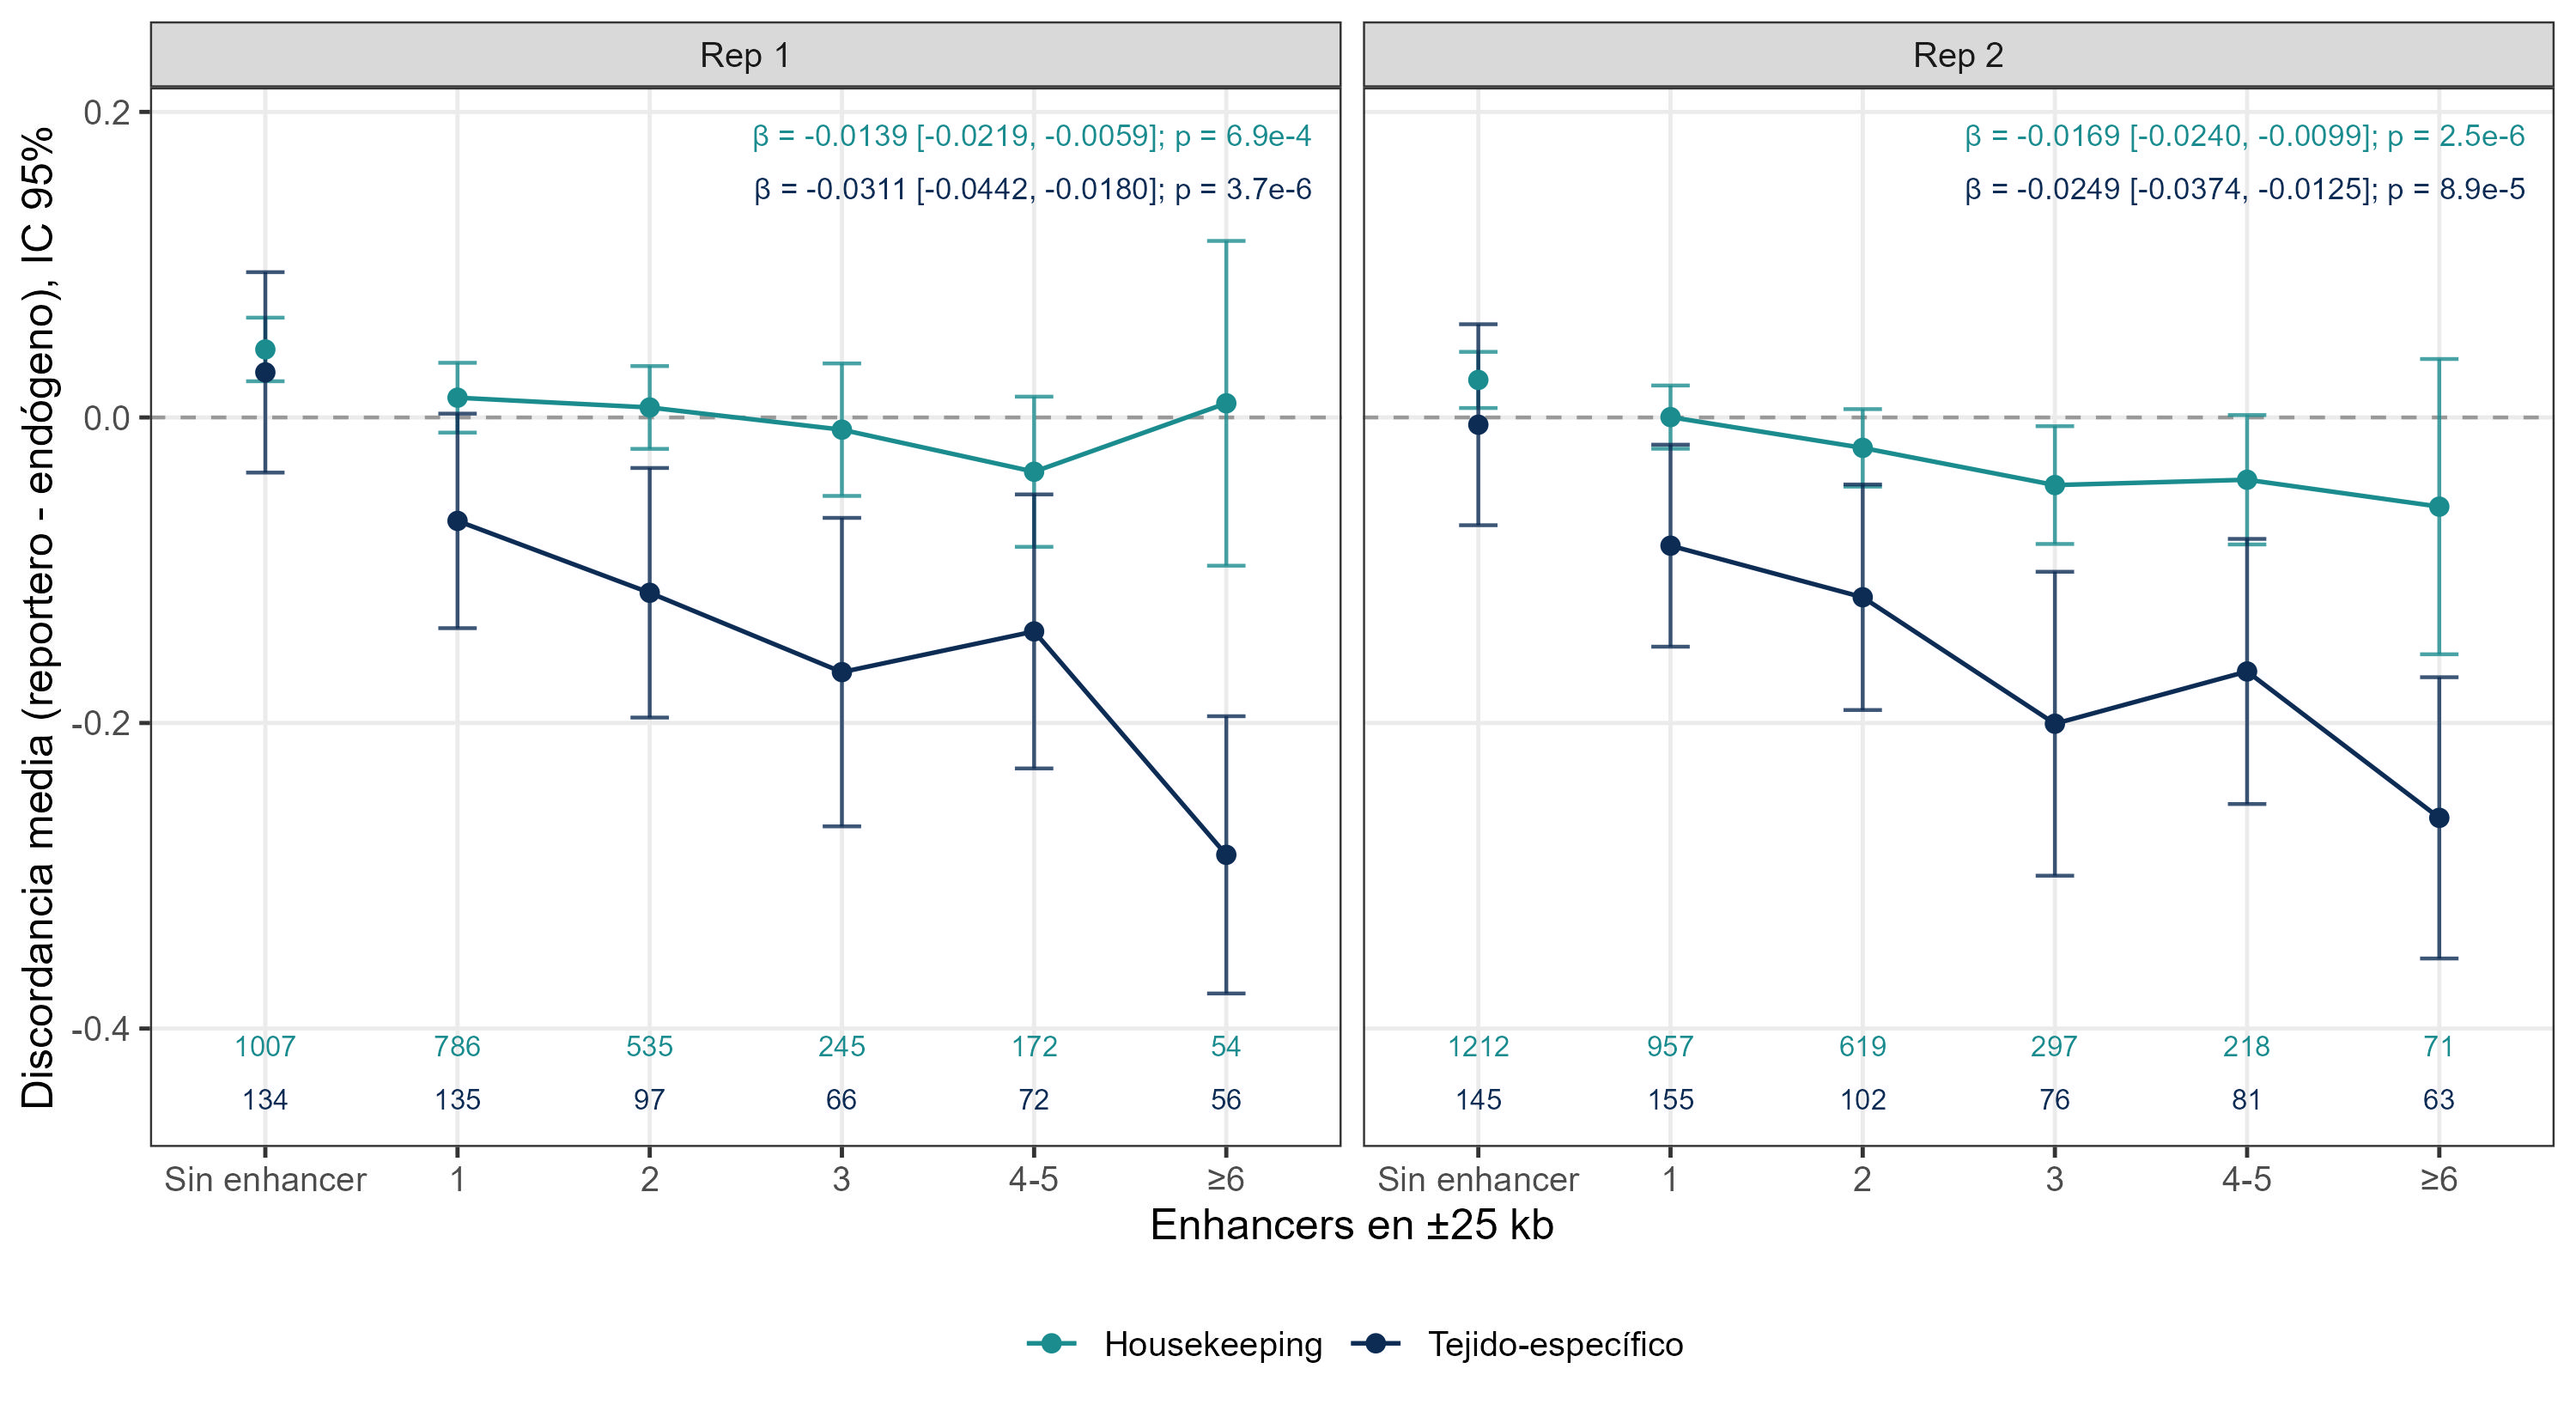 Rep 1
Rep 2
Discordancia media (reportero - endógeno), IC 95%
0.2
0.0
-0.2
-0.4
β = -0.0139 [-0.0219, -0.0059]; p = 6.9e-4
β = -0.0311 [-0.0442, -0.0180]; p = 3.7e-6
β = -0.0169 [-0.0240, -0.0099]; p = 2.5e-6
β = -0.0249 [-0.0374, -0.0125]; p = 8.9e-5
1007 786 535 245 172 54
134 135 97 66 72 56
1212 957 619 297 218 71
145 155 102 76 81 63
Sin enhancer 1 2 3 4-5 ≥6
Sin enhancer 1 2 3 4-5 ≥6
Enhancers en ±25 kb
Housekeeping
Tejido-específico